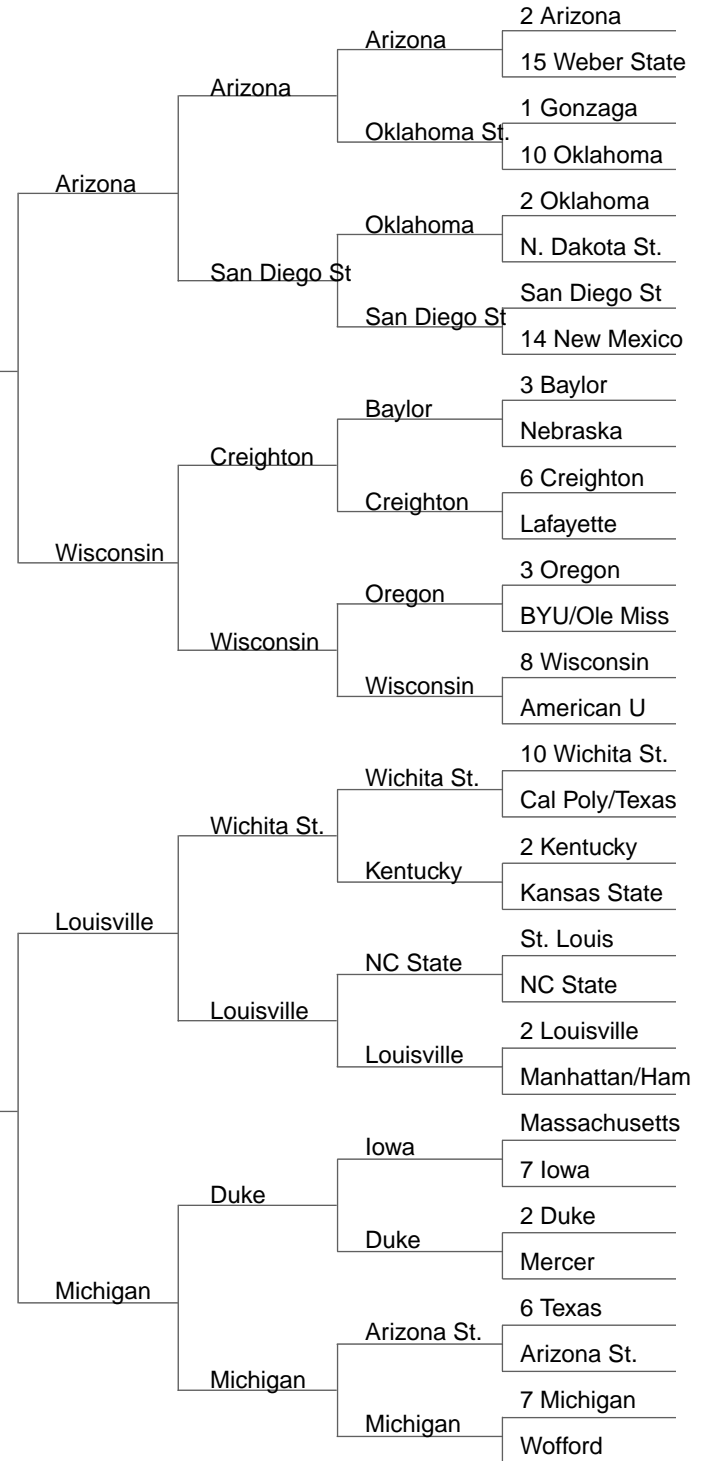 2 Arizona
Arizona
15 Weber State
Arizona
1 Gonzaga
Oklahoma St.
10 Oklahoma
Arizona
2 Oklahoma
Oklahoma
N. Dakota St.
San Diego St
San Diego St
San Diego St
14 New Mexico
3 Baylor
Baylor
Nebraska
Creighton
6 Creighton
Creighton
Lafayette
Wisconsin
3 Oregon
Oregon
BYU/Ole Miss
Wisconsin
8 Wisconsin
Wisconsin
American U
10 Wichita St.
Wichita St.
Cal Poly/Texas
Wichita St.
2 Kentucky
Kentucky
Kansas State
Louisville
St. Louis
NC State
NC State
Louisville
2 Louisville
Louisville
Manhattan/Ham
Massachusetts
Iowa
7 Iowa
Duke
2 Duke
Duke
Mercer
Michigan
6 Texas
Arizona St.
Arizona St.
Michigan
7 Michigan
Michigan
Wofford